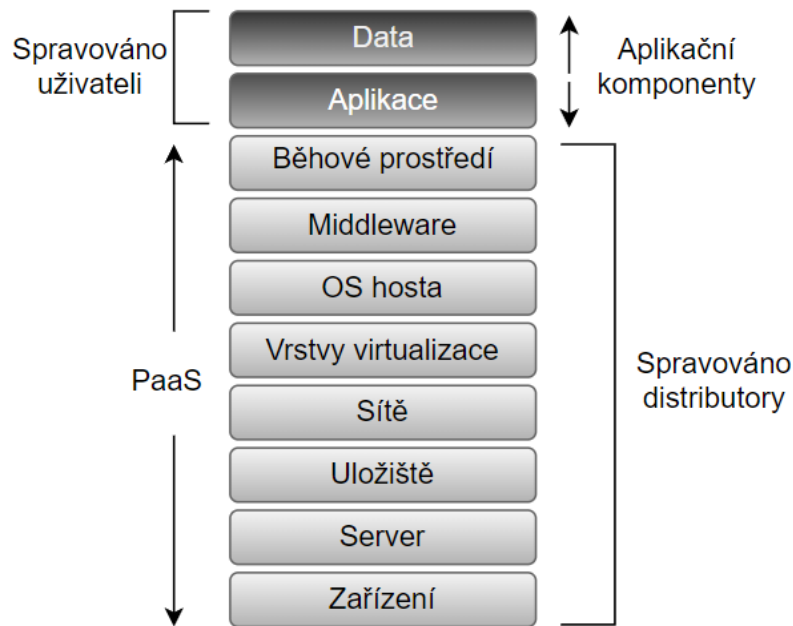 Spravováno
uživateli
Data
Aplikace
Aplikační
komponenty
Běhové prostředí
Middleware
OS hosta
Vrstvy virtualizace
Sítě
Uložiště
Server
Zařízení
PaaS
Spravováno
distributory